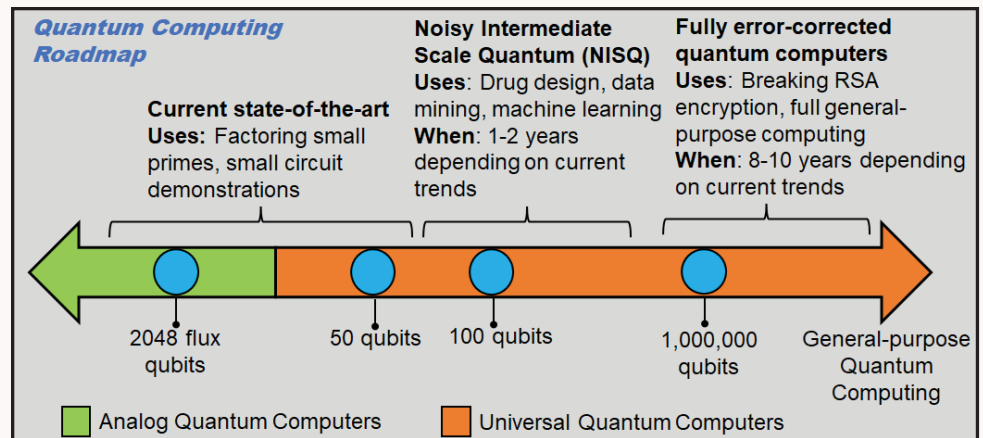 Quantum Computing
Roadmap
Current state-of-the-art
Uses: Factoring small
primes, small circuit
demonstrations
Noisy Intermediate
Scale Quantum (NISQ)
Uses: Drug design, data
mining, machine learning
When: 1-2 years
depending on current
trends
Fully error-corrected
quantum computers
Uses: Breaking RSA
encryption, full general-
purpose computing
When: 8-10 years depending
on current trends
2048 flux
qubits
50 qubits
100 qubits
1,000,000
qubits
General-purpose
Quantum
Computing
Analog Quantum Computers
Universal Quantum Computers